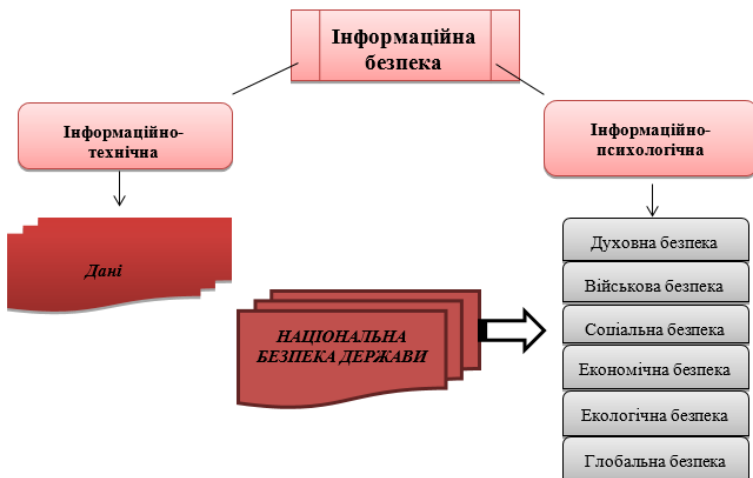 Інформаційна
безпека
Інформаційно-
технічна
Інформаційно-
психологічна
Дані
НАЦІОНАЛЬНА
БЕЗПЕКА ДЕРЖАВИ
Духовна безпека
Військова безпека
Соціальна безпека
Економічна безпека
Екологічна безпека
Глобальна безпека